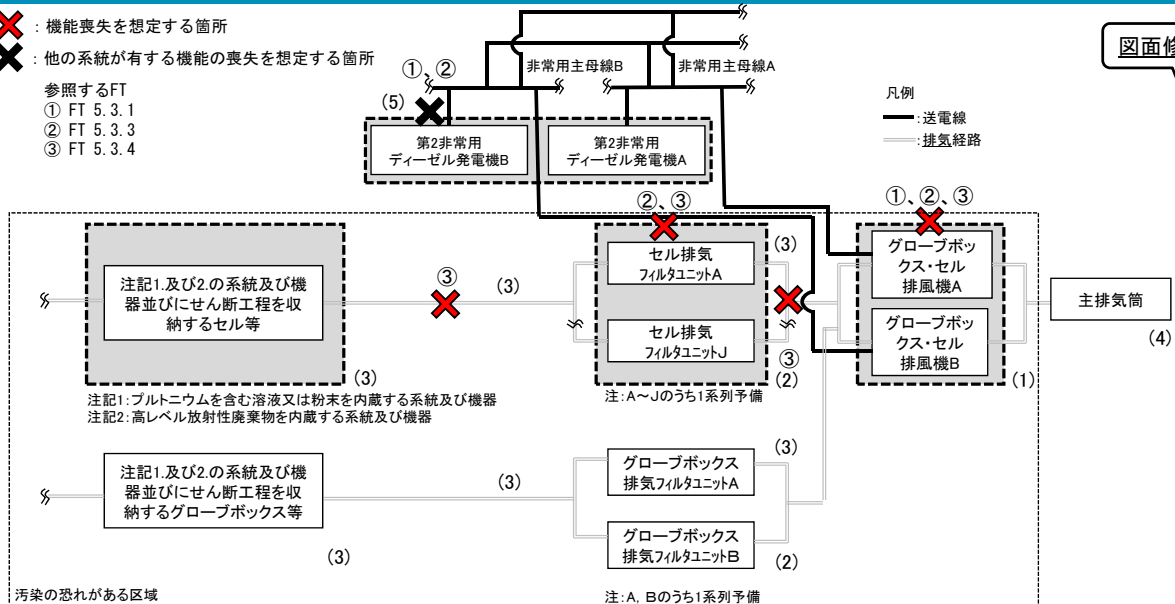 ：機能喪失を想定する箇所
：他の系統が有する機能の喪失を想定する箇所
参照するFT
① FT 5.3.1
② FT 5.3.3
③ FT 5.3.4
図面修
①、②
非常用主母線B
非常用主母線A
(5)
第2非常用
ディーゼル発電機B
第2非常用
ディーゼル発電機A
凡例
:送電線
:排気経路
②、③
①、②、③
注記1.及び2.の系統及び機
器並びにせん断工程を収
納するセル等
(3)
③
(3)
セル排気
フィルタユニットA
(3)
セル排気
フィルタユニットJ
③
(2)
注:A～Jのうち1系列予備
グローブボッ
クス・セル
排風機A
グローブボッ
クス・セル
排風機B
(1)
主排気筒
(4)
注記1:プルトニウムを含む溶液又は粉末を内蔵する系統及び機器
注記2:高レベル放射性廃棄物を内蔵する系統及び機器
注記1.及び2.の系統及び機
器並びにせん断工程を収
納するグローブボックス等
(3)
(3)
グローブボックス
排気フィルタユニットA
(3)
グローブボックス
排気フィルタユニットB
(2)
注:A, Bのうち1系列予備
汚染の恐れがある区域